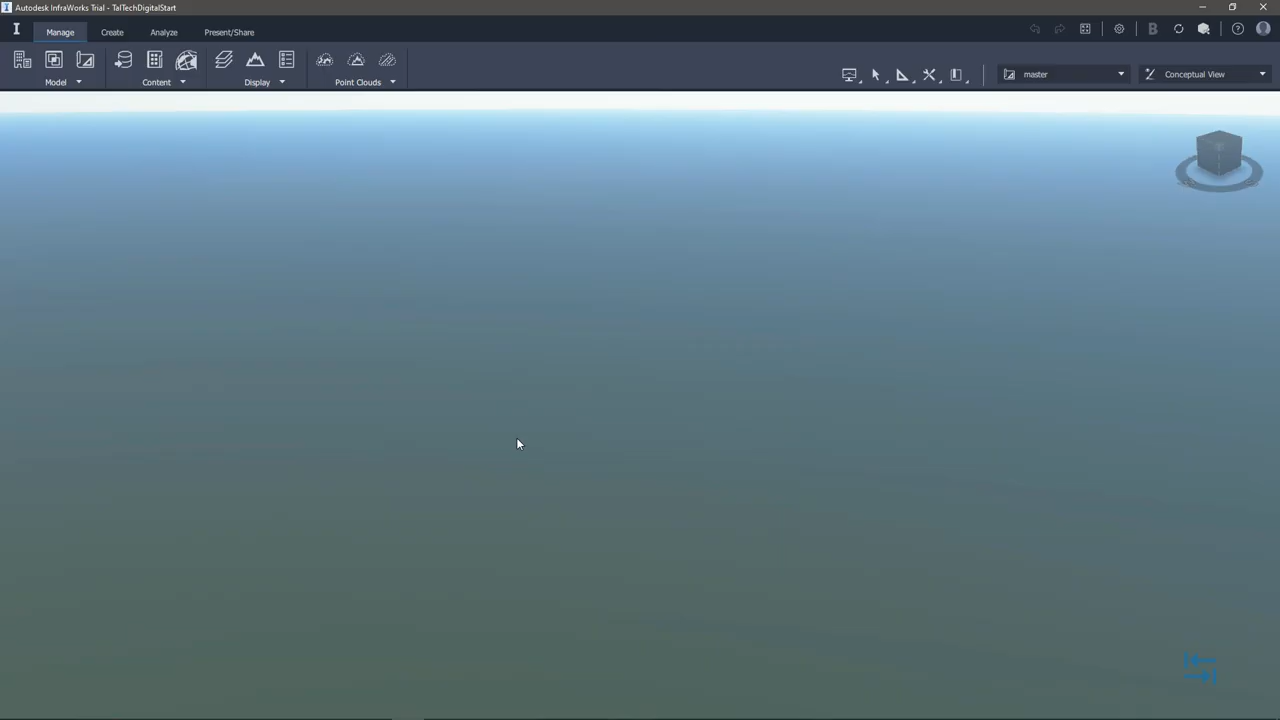 Autodesk InfraWorks Trial - TalTechDigitalStart
I
Manage
Create
Analyze
Present/Share
B
Model
Content
Display
Point Clouds
master
Conceptual View